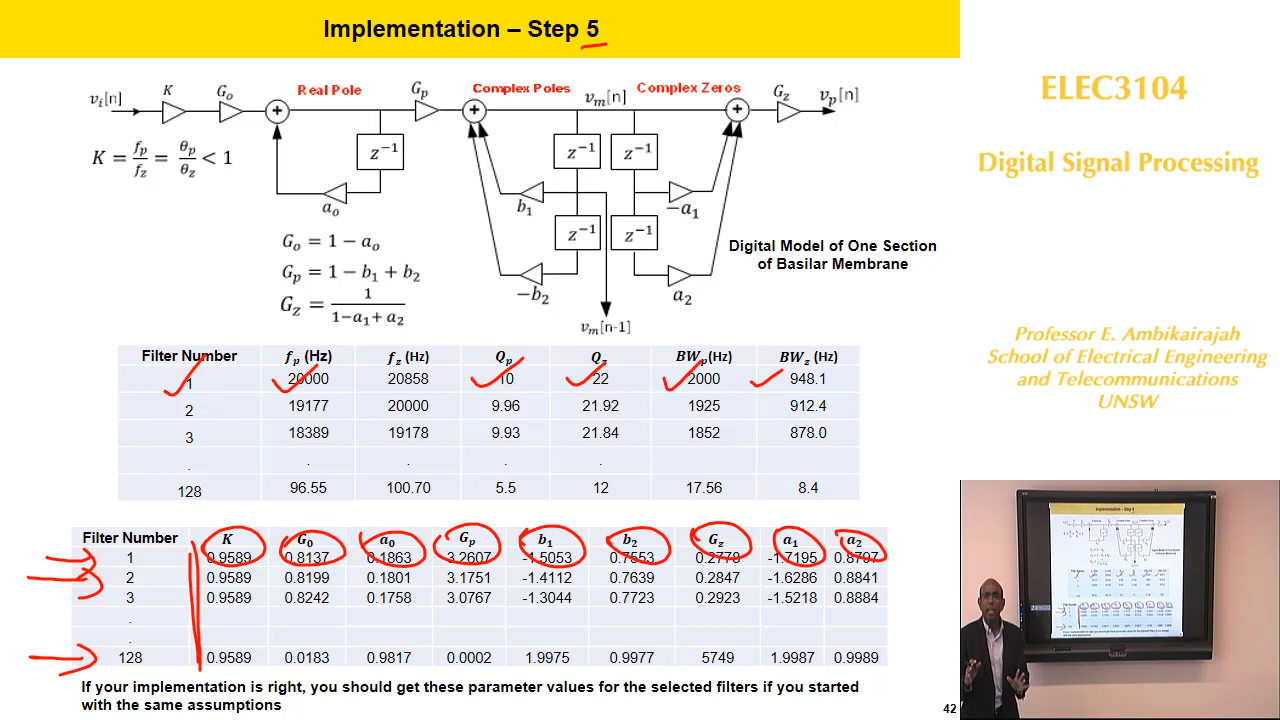 Implementation – Step 5
ELEC3104
Digital Signal Processing
Professor E. Ambikairajah
School of Electrical Engineering
and Telecommunications
UNSW
vᵢ[n] K Gₒ Real Pole Gₚ Complex Poles vₘ[n] Complex Zeros G_z vₚ[n]
+ + +
K = fₚ/f_z = θₚ/θ_z < 1
z⁻¹ z⁻¹ z⁻¹
aₒ b₁ −a₁
z⁻¹ z⁻¹
Gₒ = 1 − aₒ
Gₚ = 1 − b₁ + b₂
G_z = 1/(1−a₁+ a₂)
−b₂ a₂
vₘ[n-1]
Digital Model of One Section
of Basilar Membrane
Filter Number fₚ (Hz) f_z (Hz) Qₚ Q_z BWₚ(Hz) BW_z (Hz)
1 20000 20858 10 22 2000 948.1
2 19177 20000 9.96 21.92 1925 912.4
3 18389 19178 9.93 21.84 1852 878.0
. . . . .
128 96.55 100.70 5.5 12 17.56 8.4
Filter Number K G₀ a₀ Gₚ b₁ b₂ G_z a₁ a₂
1 0.9589 0.8137 0.1863 3.2607 -1.5053 0.7553 0.2778 -1.7195 0.8797
2 0.9589 0.8199 0.1801 3.1751 -1.4112 0.7639 0.2847 -1.6286 0.8841
3 0.9589 0.8242 0.1758 3.0767 -1.3044 0.7723 0.2923 -1.5218 0.8884
.
.
128 0.9589 0.0183 0.9817 0.0002 1.9975 0.9977 5749 1.9987 0.9989
If your implementation is right, you should get these parameter values for the selected filters if you started
with the same assumptions
42
Implementation – Step 5